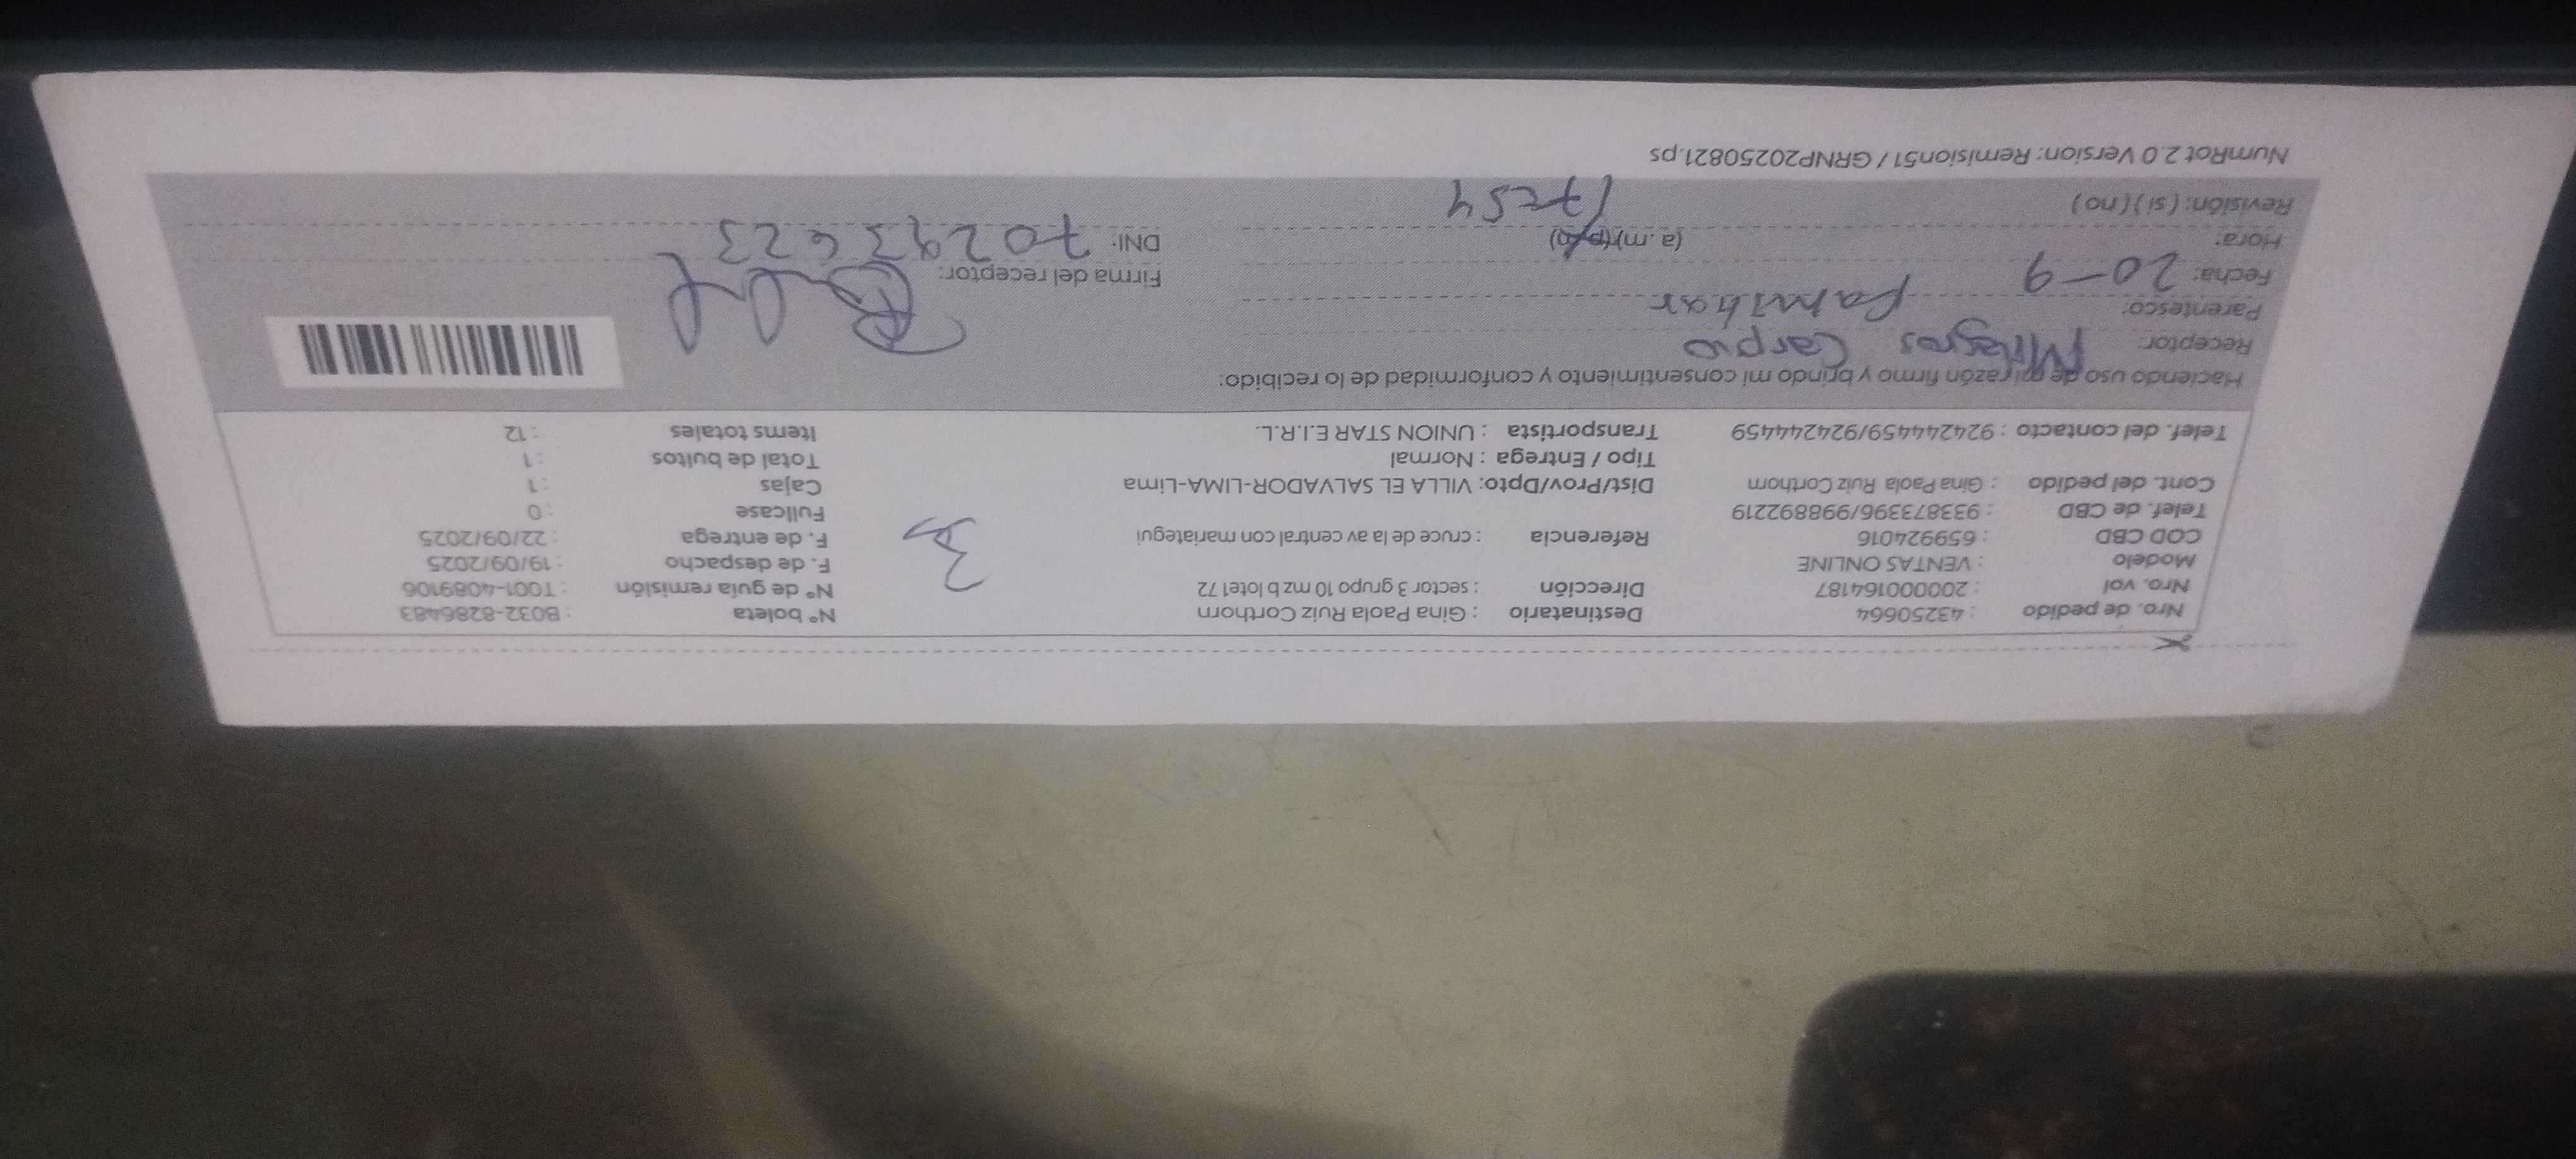 Nro. de pedido : 43250664
Nro. vol : 2000000164187
Modelo : VENTAS ONLINE
COD CBD : 659924016
Telef. de CBD : 933873396/998892219
Cont. del pedido : Gina Paola Ruiz Corthorn
Telef. del contacto : 924244459/924244459
Destinatario : Gina Paola Ruiz Corthorn
Dirección : sector 3 grupo 10 mz b lote1 72
Referencia : cruce de la av central con mariategui
Dist/Prov/Dpto: VILLA EL SALVADOR-LIMA-Lima
Tipo / Entrega : Normal
Transportista : UNION STAR E.I.R.L.
N° boleta : B032-8286483
N° de guía remisión : T001-4089106
F. de despacho : 19/09/2025
F. de entrega : 22/09/2025
Fullcase : 0
Cajas : 1
Total de bultos : 1
Items totales : 12
Haciendo uso de mi razón firmo y brindo mi consentimiento y conformidad de lo recibido:
Receptor: Milagros Carpio
Parentesco: familiar
Fecha: 20-9
Hora: (a.m)(p.m)
Revisión: (si) (no)
Firma del receptor:
DNI:
NumRot 2.0 Version: Remision51 / GRNP20250821.ps